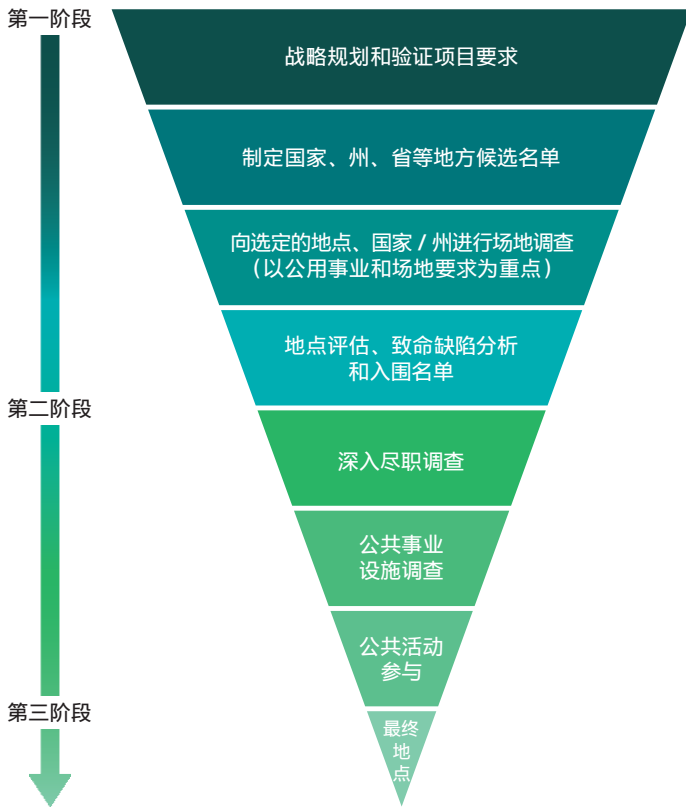 第一阶段
战略规划和验证项目要求
制定国家、州、省等地方候选名单
向选定的地点、国家 / 州进行场地调查
（以公用事业和场地要求为重点）
地点评估、致命缺陷分析
和入围名单
第二阶段
深入尽职调查
公共事业
设施调查
公共活动
参与
第三阶段
最终
地
点